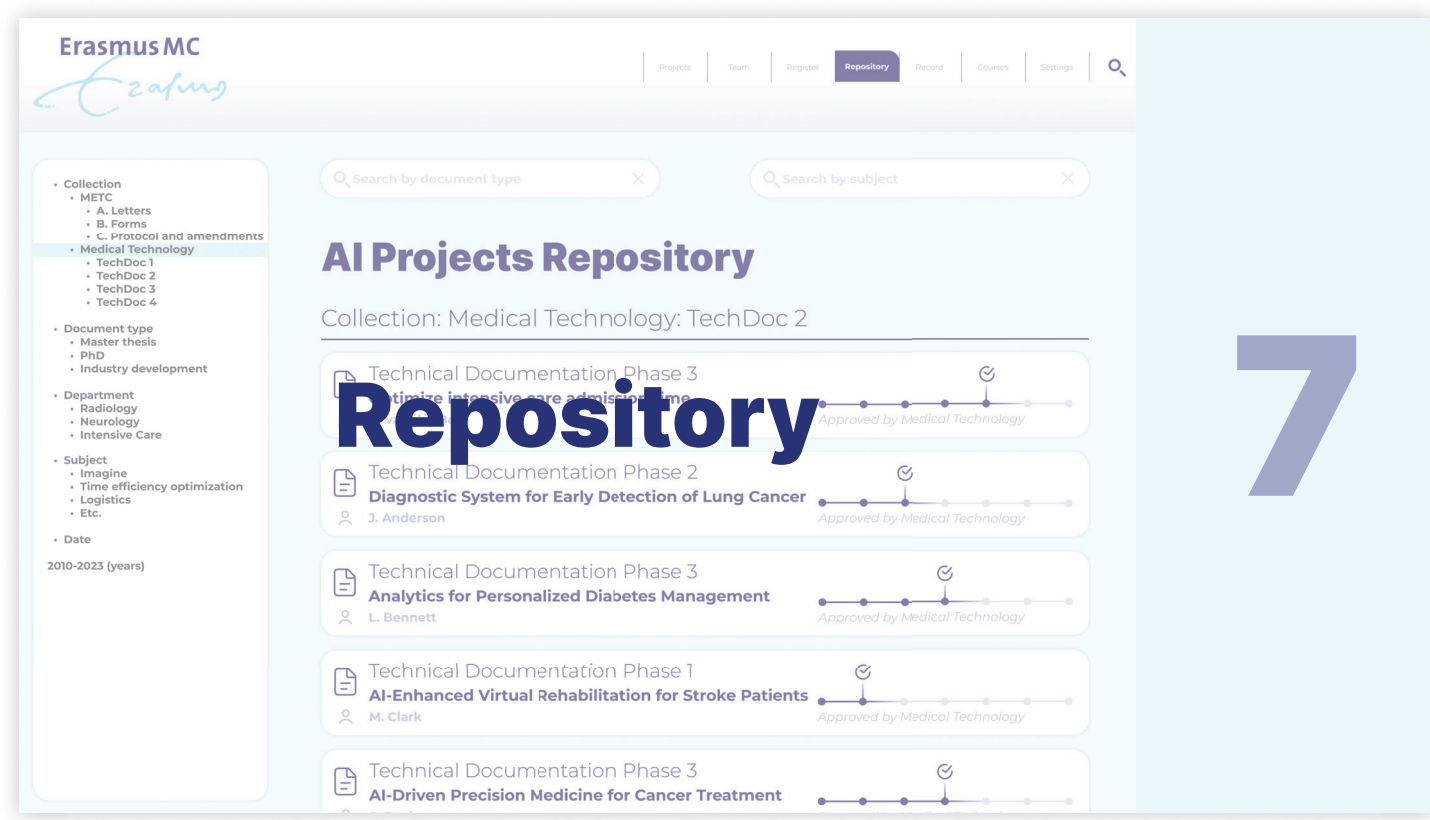 Erasmus MC
Erasmus
Projects
Team
Register
Repository
Record
Courses
Settings
• Collection
• METC
• A. Letters
• B. Forms
• C. Protocol and amendments
• Medical Technology
• TechDoc 1
• TechDoc 2
• TechDoc 3
• TechDoc 4
• Document type
• Master thesis
• PhD
• Industry development
• Department
• Radiology
• Neurology
• Intensive Care
• Subject
• Imagine
• Time efficiency optimization
• Logistics
• Etc.
• Date
2010-2023 (years)
Search by document type
Search by subject
AI Projects Repository
Collection: Medical Technology: TechDoc 2
Technical Documentation Phase 3
Optimize intensive care admission time
Approved by Medical Technology
Repository
7
Technical Documentation Phase 2
Diagnostic System for Early Detection of Lung Cancer
J. Anderson
Approved by Medical Technology
Technical Documentation Phase 3
Analytics for Personalized Diabetes Management
L. Bennett
Approved by Medical Technology
Technical Documentation Phase 1
AI-Enhanced Virtual Rehabilitation for Stroke Patients
M. Clark
Approved by Medical Technology
Technical Documentation Phase 3
AI-Driven Precision Medicine for Cancer Treatment